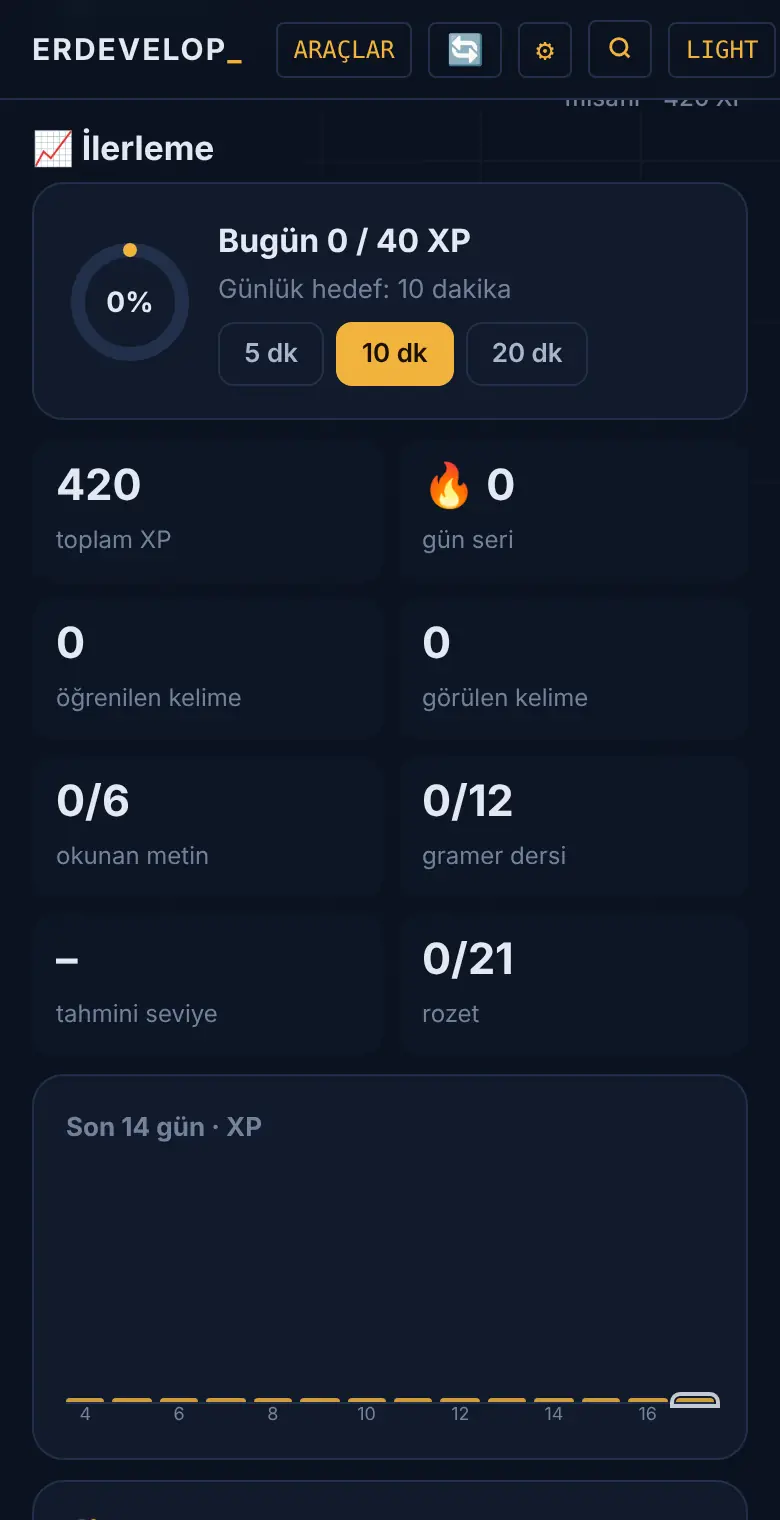 ERDEVELOP_ ARAÇLAR LIGHT
İlerleme
0%
Bugün 0 / 40 XP
Günlük hedef: 10 dakika
5 dk 10 dk 20 dk
420
toplam XP
0
gün seri
0
öğrenilen kelime
0
görülen kelime
0/6
okunan metin
0/12
gramer dersi
–
tahmini seviye
0/21
rozet
Son 14 gün · XP
4 6 8 10 12 14 16